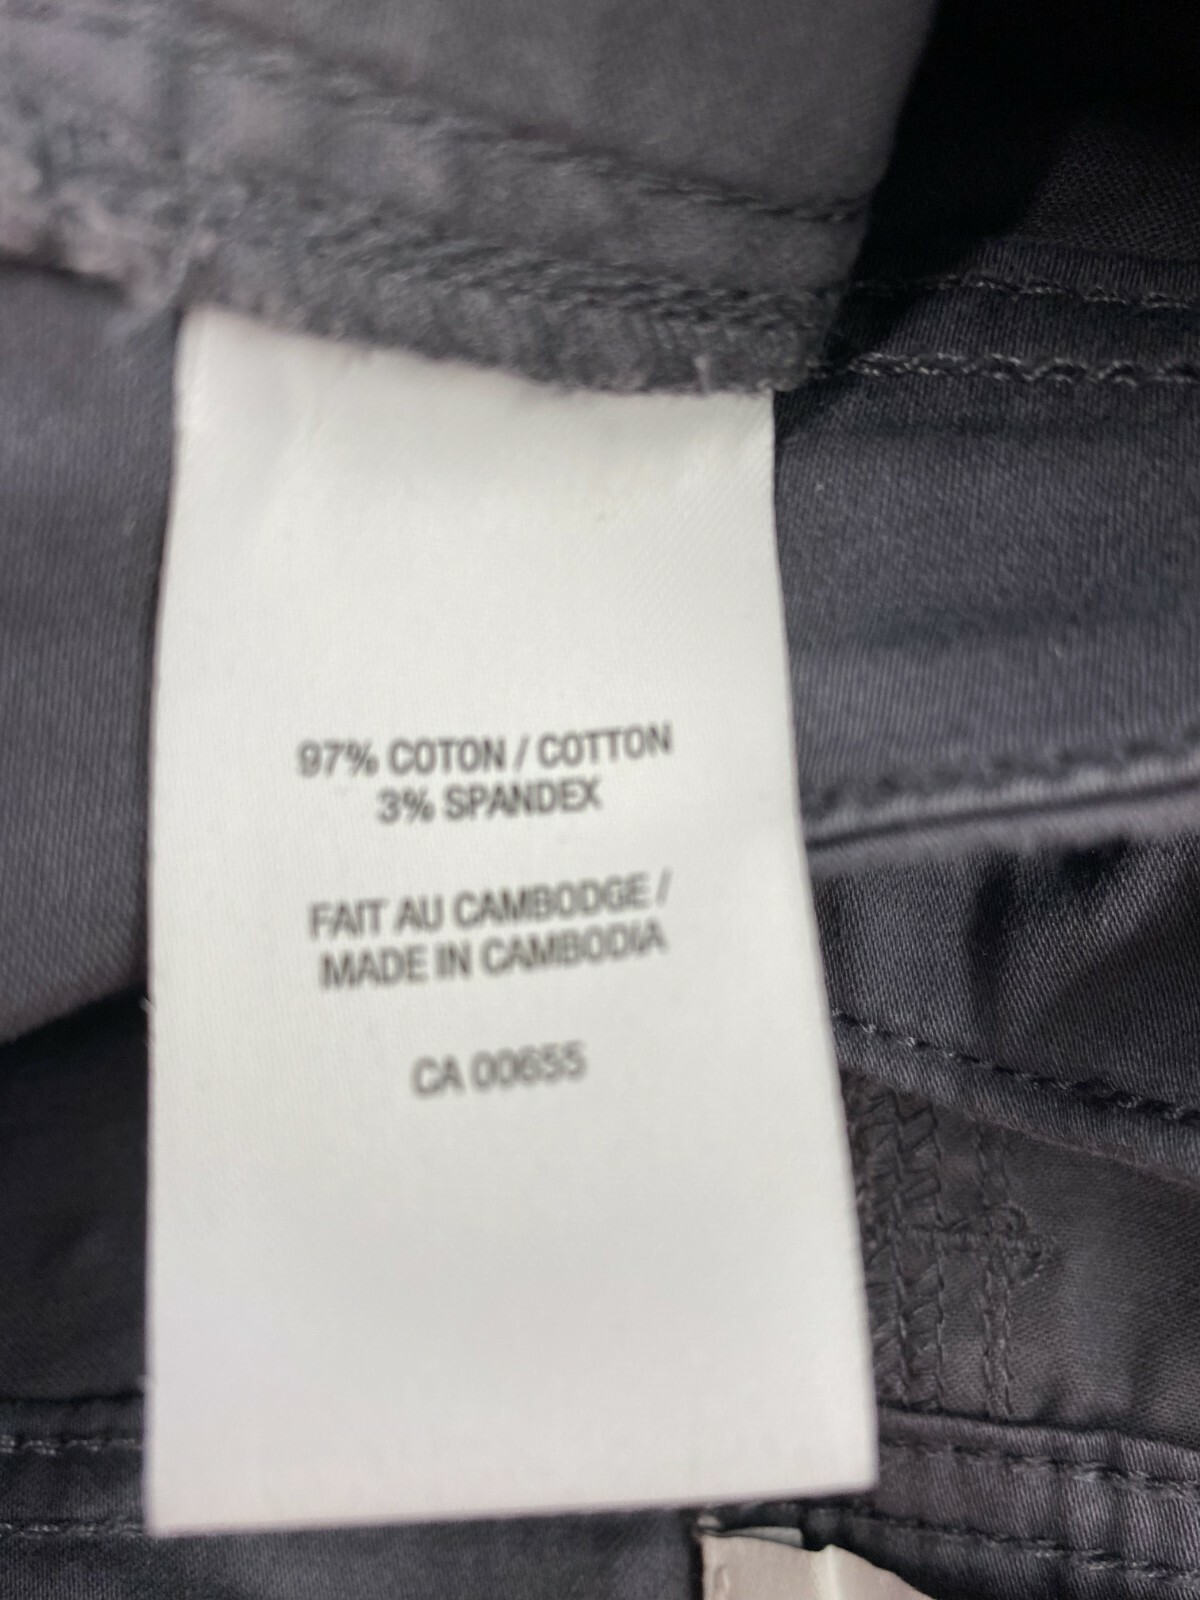 97% COTON / COTTON
3% SPANDEX
FAIT AU CAMBODGE /
MADE IN CAMBODIA
CA 00655